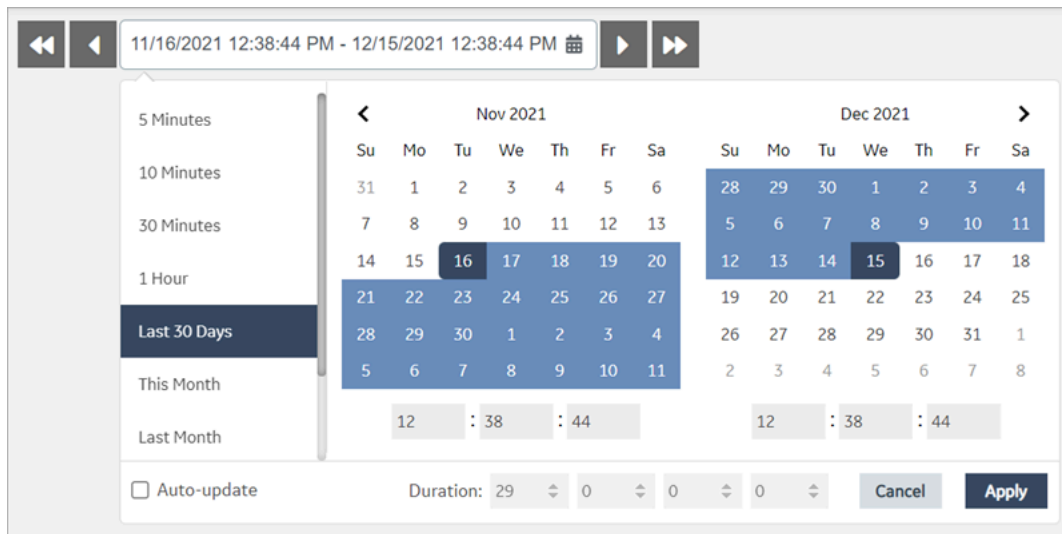 11/16/2021 12:38:44 PM - 12/15/2021 12:38:44 PM
5 Minutes
10 Minutes
30 Minutes
1 Hour
Last 30 Days
This Month
Last Month
Nov 2021
Su Mo Tu We Th Fr Sa
31 1 2 3 4 5 6
7 8 9 10 11 12 13
14 15 16 17 18 19 20
21 22 23 24 25 26 27
28 29 30 1 2 3 4
5 6 7 8 9 10 11
12 : 38 : 44
Dec 2021
Su Mo Tu We Th Fr Sa
28 29 30 1 2 3 4
5 6 7 8 9 10 11
12 13 14 15 16 17 18
19 20 21 22 23 24 25
26 27 28 29 30 31 1
2 3 4 5 6 7 8
12 : 38 : 44
Auto-update
Duration: 29 0 0 0
Cancel
Apply